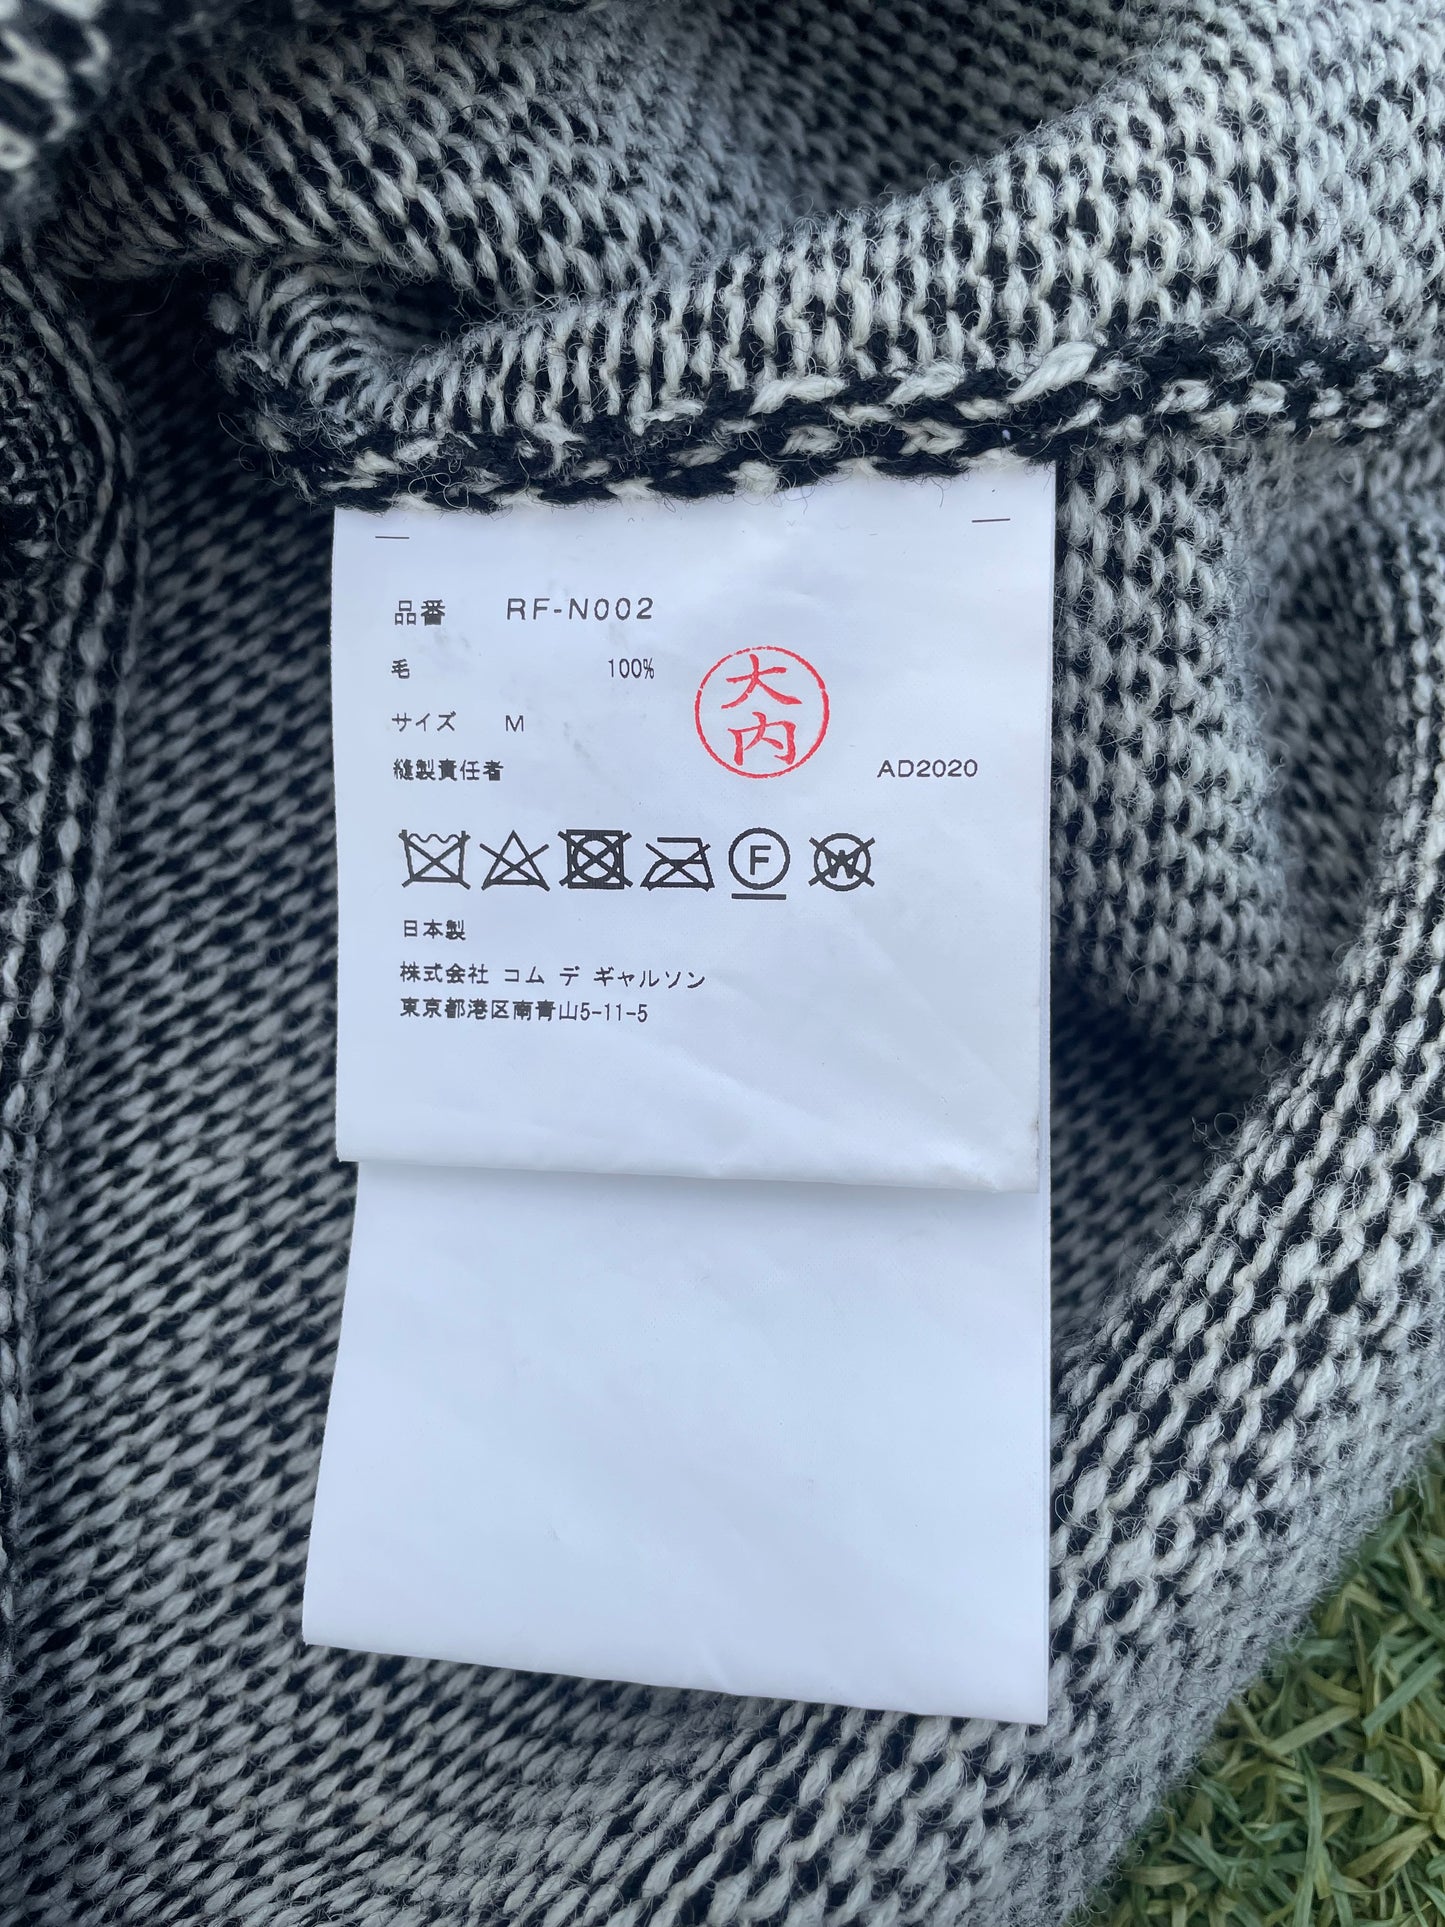 品番 RF-N002
毛 100%
サイズ M
縫製責任者
大内
AD2020
F
W
日本製
株式会社 コム デ ギャルソン
東京都港区南青山5-11-5